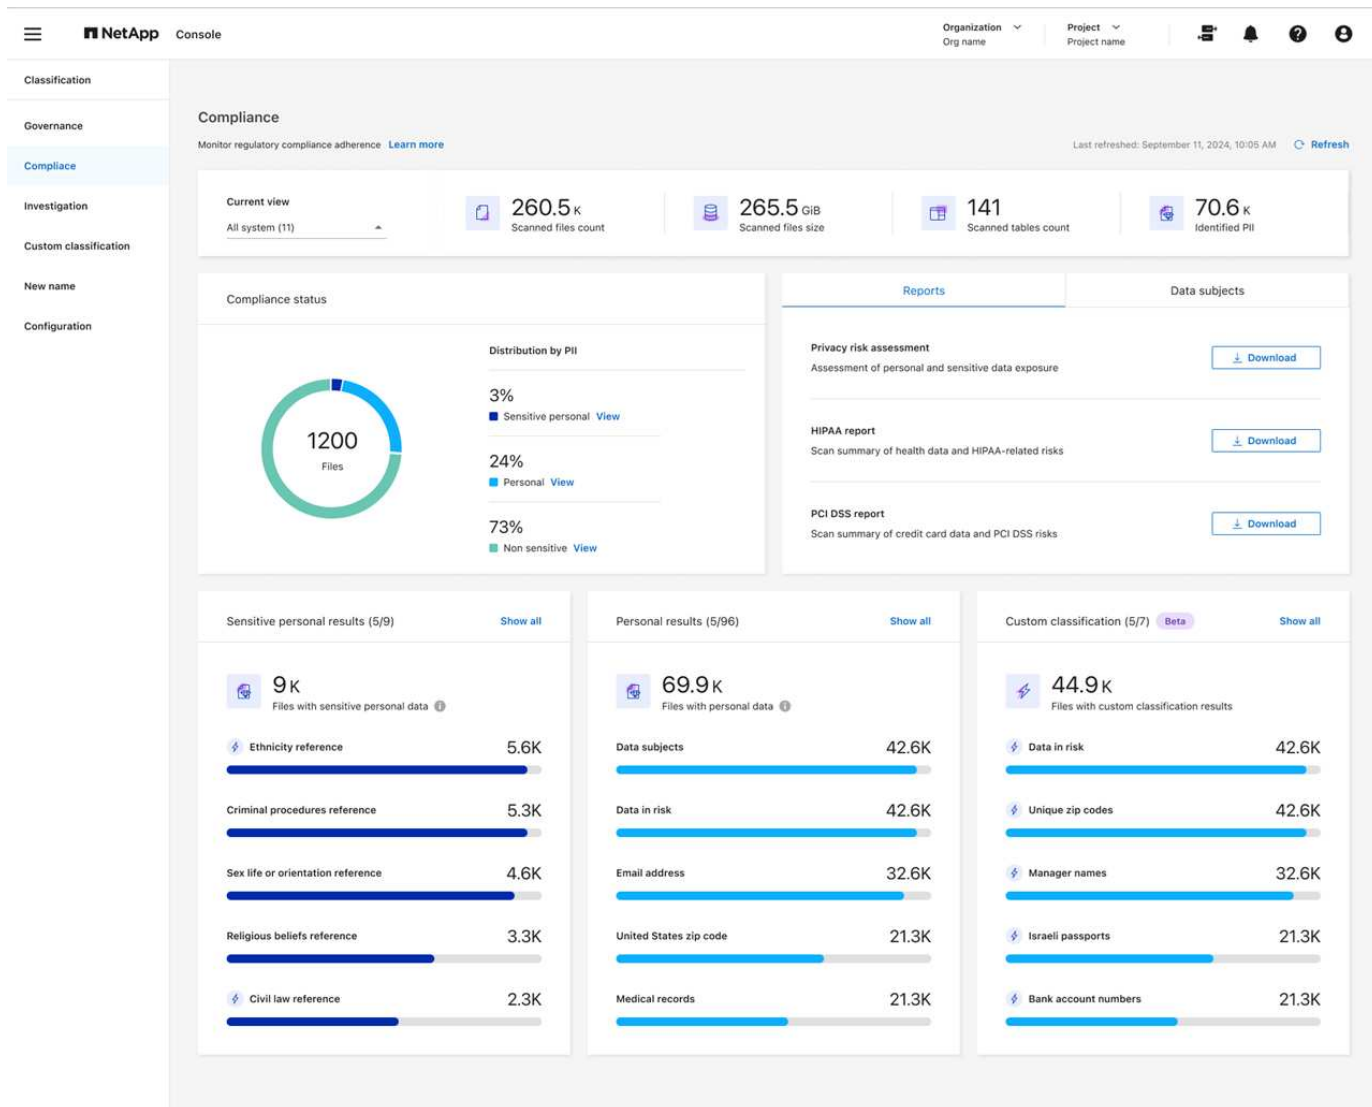 NetApp Console
Organization
Org name
Project
Project name
Classification
Governance
Compliace
Investigation
Custom classification
New name
Configuration
Compliance
Monitor regulatory compliance adherence Learn more
Last refreshed: September 11, 2024, 10:05 AM Refresh
Current view
All system (11)
260.5 K
Scanned files count
265.5 GiB
Scanned files size
141
Scanned tables count
70.6 K
Identified PII
Compliance status
1200
Files
Distribution by PII
3%
Sensitive personal View
24%
Personal View
73%
Non sensitive View
Reports
Data subjects
Privacy risk assessment
Assessment of personal and sensitive data exposure
Download
HIPAA report
Scan summary of health data and HIPAA-related risks
Download
PCI DSS report
Scan summary of credit card data and PCI DSS risks
Download
Sensitive personal results (5/9) Show all
9 K
Files with sensitive personal data
Ethnicity reference 5.6K
Criminal procedures reference 5.3K
Sex life or orientation reference 4.6K
Religious beliefs reference 3.3K
Civil law reference 2.3K
Personal results (5/96) Show all
69.9 K
Files with personal data
Data subjects 42.6K
Data in risk 42.6K
Email address 32.6K
United States zip code 21.3K
Medical records 21.3K
Custom classification (5/7) Beta Show all
44.9 K
Files with custom classification results
Data in risk 42.6K
Unique zip codes 42.6K
Manager names 32.6K
Israeli passports 21.3K
Bank account numbers 21.3K